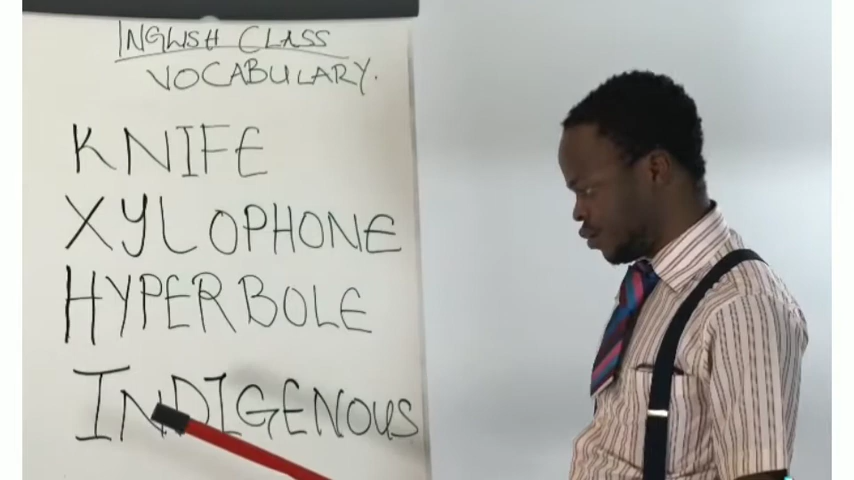 INGLISH CLASS
VOCABULARY.
KNIFE
XYLOPHONE
HYPERBOLE
INDIGENOUS